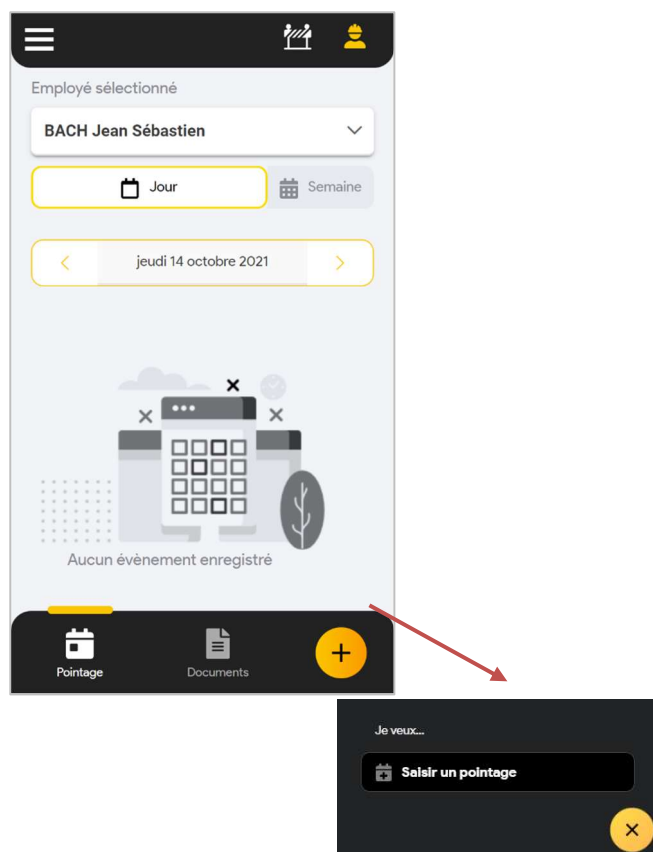 Employé sélectionné
BACH Jean Sébastien
Jour
Semaine
jeudi 14 octobre 2021
Aucun évènement enregistré
Pointage
Documents
Je veux...
Saisir un pointage